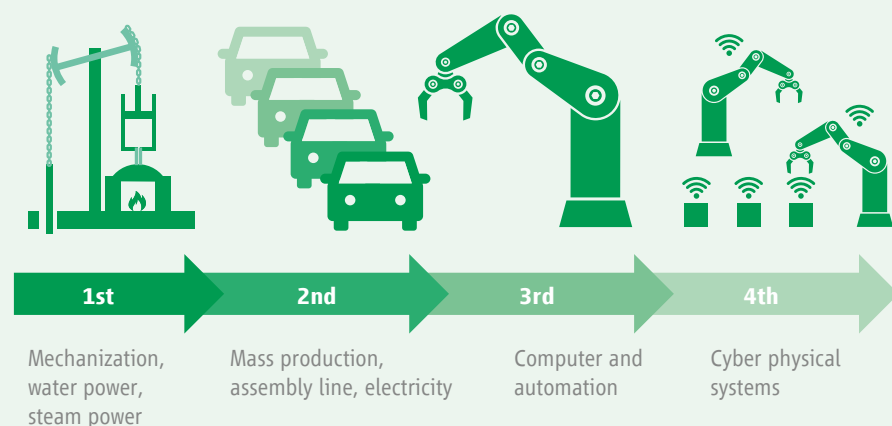 1st
2nd
3rd
4th
Mechanization,
water power,
steam power
Mass production,
assembly line, electricity
Computer and
automation
Cyber physical
systems